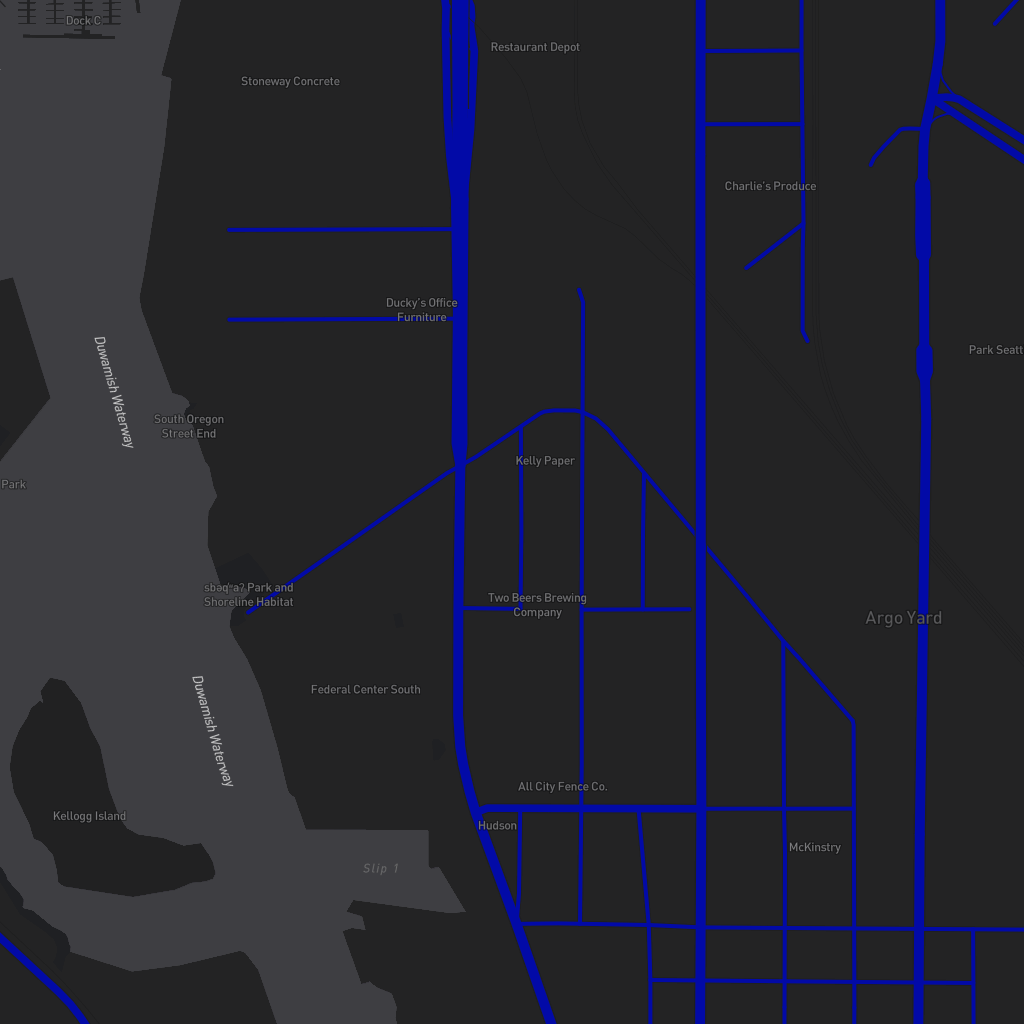 Dock C
Restaurant Depot
Stoneway Concrete
Charlie's Produce
Ducky's Office
Furniture
Duwamish Waterway
Park Seatt
South Oregon
Street End
Kelly Paper
Park
sbəq̓ʷaʔ Park and
Shoreline Habitat
Two Beers Brewing
Company
Argo Yard
Duwamish Waterway
Federal Center South
All City Fence Co.
Kellogg Island
Hudson
McKinstry
Slip 1